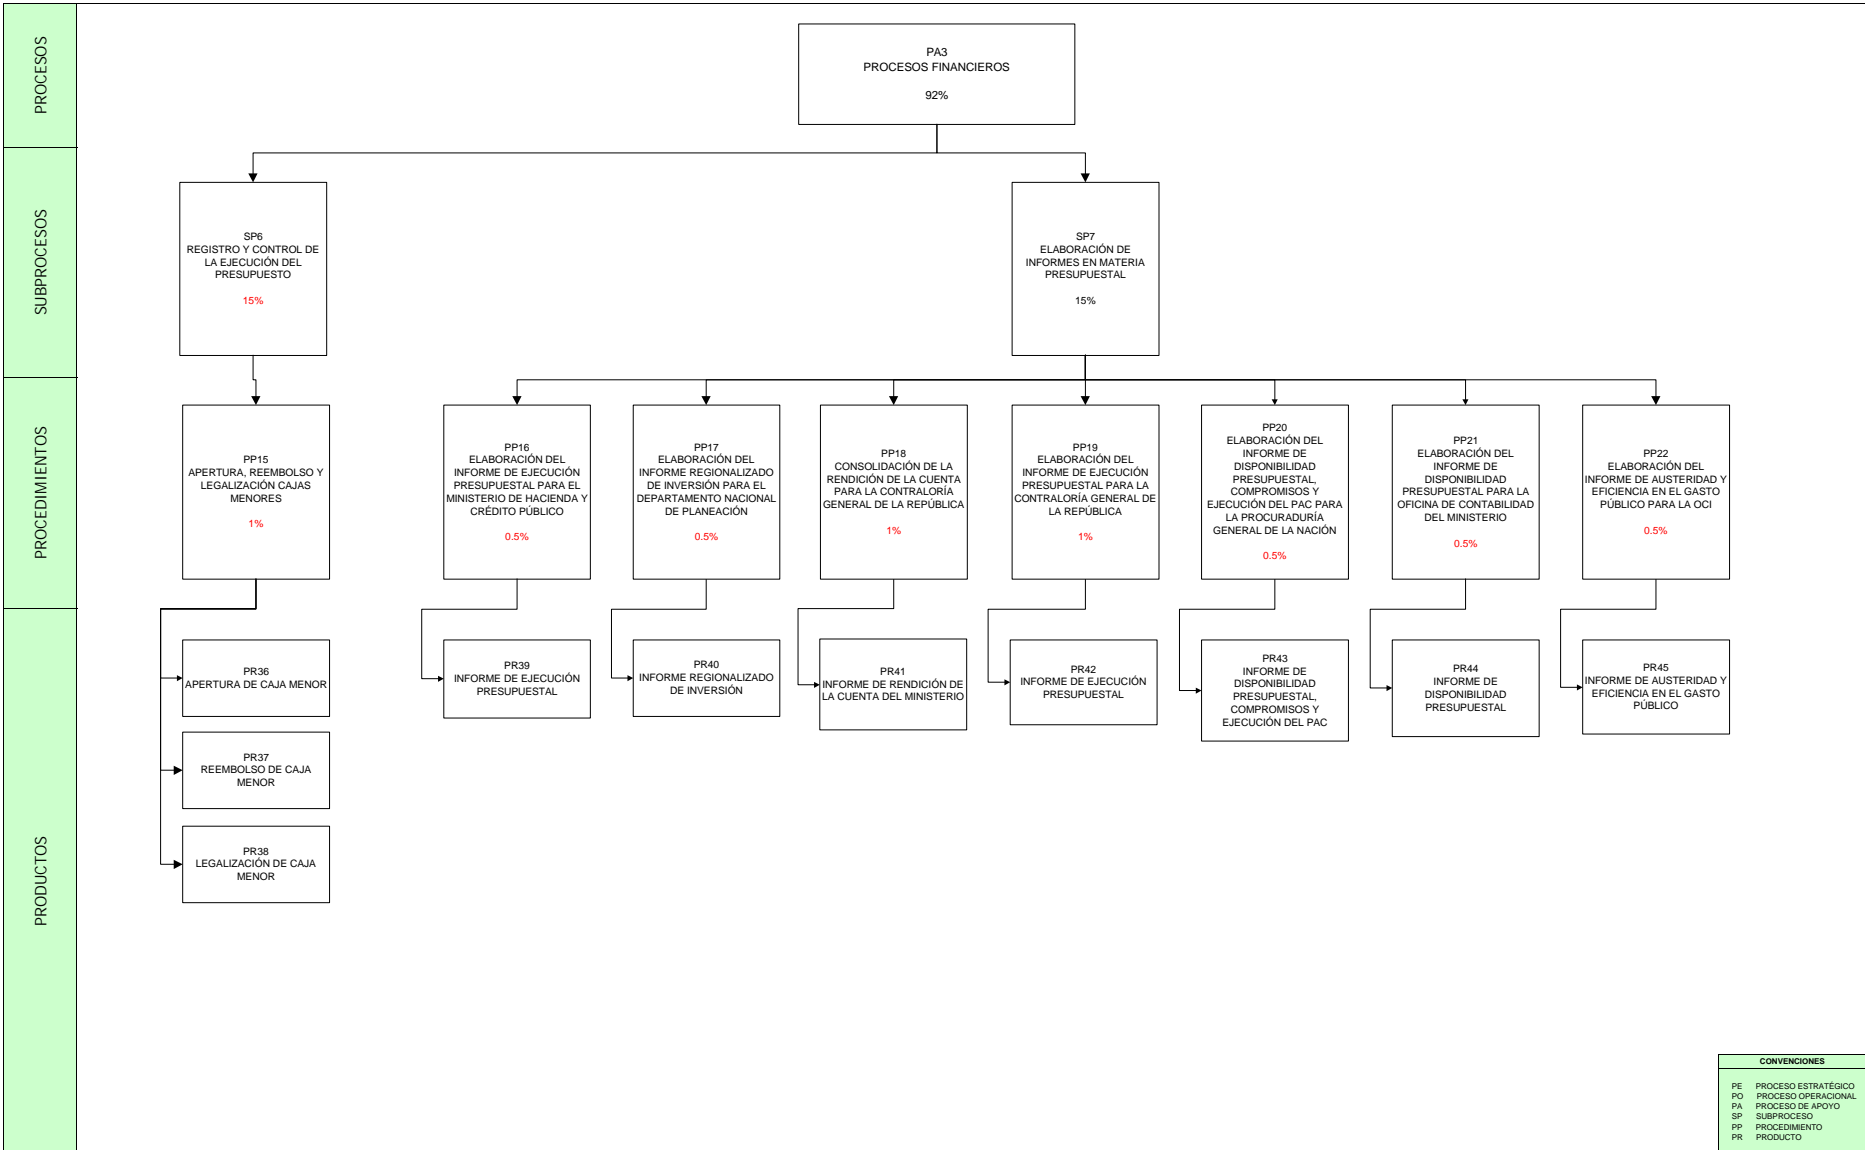 PROCESOS
PA3
PROCESOS FINANCIEROS
92%
SUBPROCESOS
SP6
REGISTRO Y CONTROL DE
LA EJECUCIÓN DEL
PRESUPUESTO
15%
SP7
ELABORACIÓN DE
INFORMES EN MATERIA
PRESUPUESTAL
15%
PROCEDIMIENTOS
PP15
APERTURA, REEMBOLSO Y
LEGALIZACIÓN CAJAS
MENORES
1%
PP16
ELABORACIÓN DEL
INFORME DE EJECUCIÓN
PRESUPUESTAL PARA EL
MINISTERIO DE HACIENDA Y
CRÉDITO PÚBLICO
0.5%
PP17
ELABORACIÓN DEL
INFORME REGIONALIZADO
DE INVERSIÓN PARA EL
DEPARTAMENTO NACIONAL
DE PLANEACIÓN
0.5%
PP18
CONSOLIDACIÓN DE LA
RENDICIÓN DE LA CUENTA
PARA LA CONTRALORÍA
GENERAL DE LA REPÚBLICA
1%
PP19
ELABORACIÓN DEL
INFORME DE EJECUCIÓN
PRESUPUESTAL PARA LA
CONTRALORÍA GENERAL DE
LA REPÚBLICA
1%
PP20
ELABORACIÓN DEL
INFORME DE
DISPONIBILIDAD
PRESUPUESTAL,
COMPROMISOS Y
EJECUCIÓN DEL PAC PARA
LA PROCURADURÍA
GENERAL DE LA NACIÓN
0.5%
PP21
ELABORACIÓN DEL
INFORME DE
DISPONIBILIDAD
PRESUPUESTAL PARA LA
OFICINA DE CONTABILIDAD
DEL MINISTERIO
0.5%
PP22
ELABORACIÓN DEL
INFORME DE AUSTERIDAD Y
EFICIENCIA EN EL GASTO
PÚBLICO PARA LA OCI
0.5%
PRODUCTOS
PR36
APERTURA DE CAJA MENOR
PR37
REEMBOLSO DE CAJA
MENOR
PR38
LEGALIZACIÓN DE CAJA
MENOR
PR39
INFORME DE EJECUCIÓN
PRESUPUESTAL
PR40
INFORME REGIONALIZADO
DE INVERSIÓN
PR41
INFORME DE RENDICIÓN DE
LA CUENTA DEL MINISTERIO
PR42
INFORME DE EJECUCIÓN
PRESUPUESTAL
PR43
INFORME DE
DISPONIBILIDAD
PRESUPUESTAL,
COMPROMISOS Y
EJECUCIÓN DEL PAC
PR44
INFORME DE
DISPONIBILIDAD
PRESUPUESTAL
PR45
INFORME DE AUSTERIDAD Y
EFICIENCIA EN EL GASTO
PÚBLICO
CONVENCIONES
PE PROCESO ESTRATÉGICO
PO PROCESO OPERACIONAL
PA PROCESO DE APOYO
SP SUBPROCESO
PP PROCEDIMIENTO
PR PRODUCTO